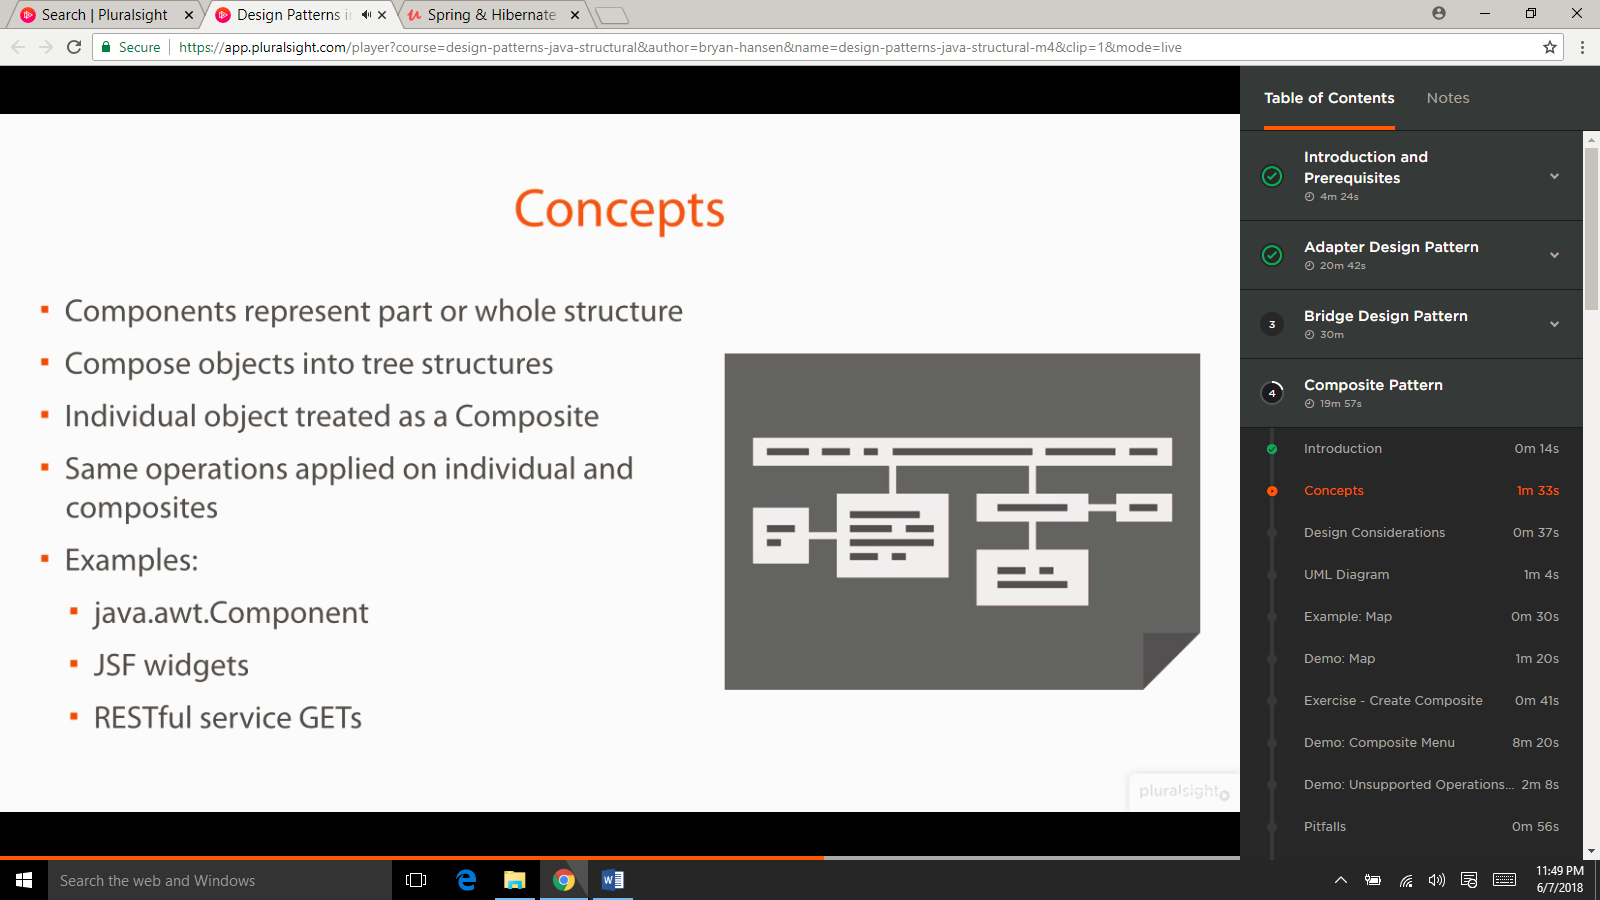 Search | Pluralsight
Design Patterns i
Spring & Hibernate
Secure
https://app.pluralsight.com/player?course=design-patterns-java-structural&author=bryan-hansen&name=design-patterns-java-structural-m4&clip=1&mode=live
Concepts
Components represent part or whole structure
Compose objects into tree structures
Individual object treated as a Composite
Same operations applied on individual and
composites
Examples:
java.awt.Component
JSF widgets
RESTful service GETs
pluralsight
Table of Contents
Notes
Introduction and
Prerequisites
4m 24s
Adapter Design Pattern
20m 42s
3
Bridge Design Pattern
30m
4
Composite Pattern
19m 57s
Introduction 0m 14s
Concepts 1m 33s
Design Considerations 0m 37s
UML Diagram 1m 4s
Example: Map 0m 30s
Demo: Map 1m 20s
Exercise - Create Composite 0m 41s
Demo: Composite Menu 8m 20s
Demo: Unsupported Operations... 2m 8s
Pitfalls 0m 56s
Search the web and Windows
11:49 PM
6/7/2018